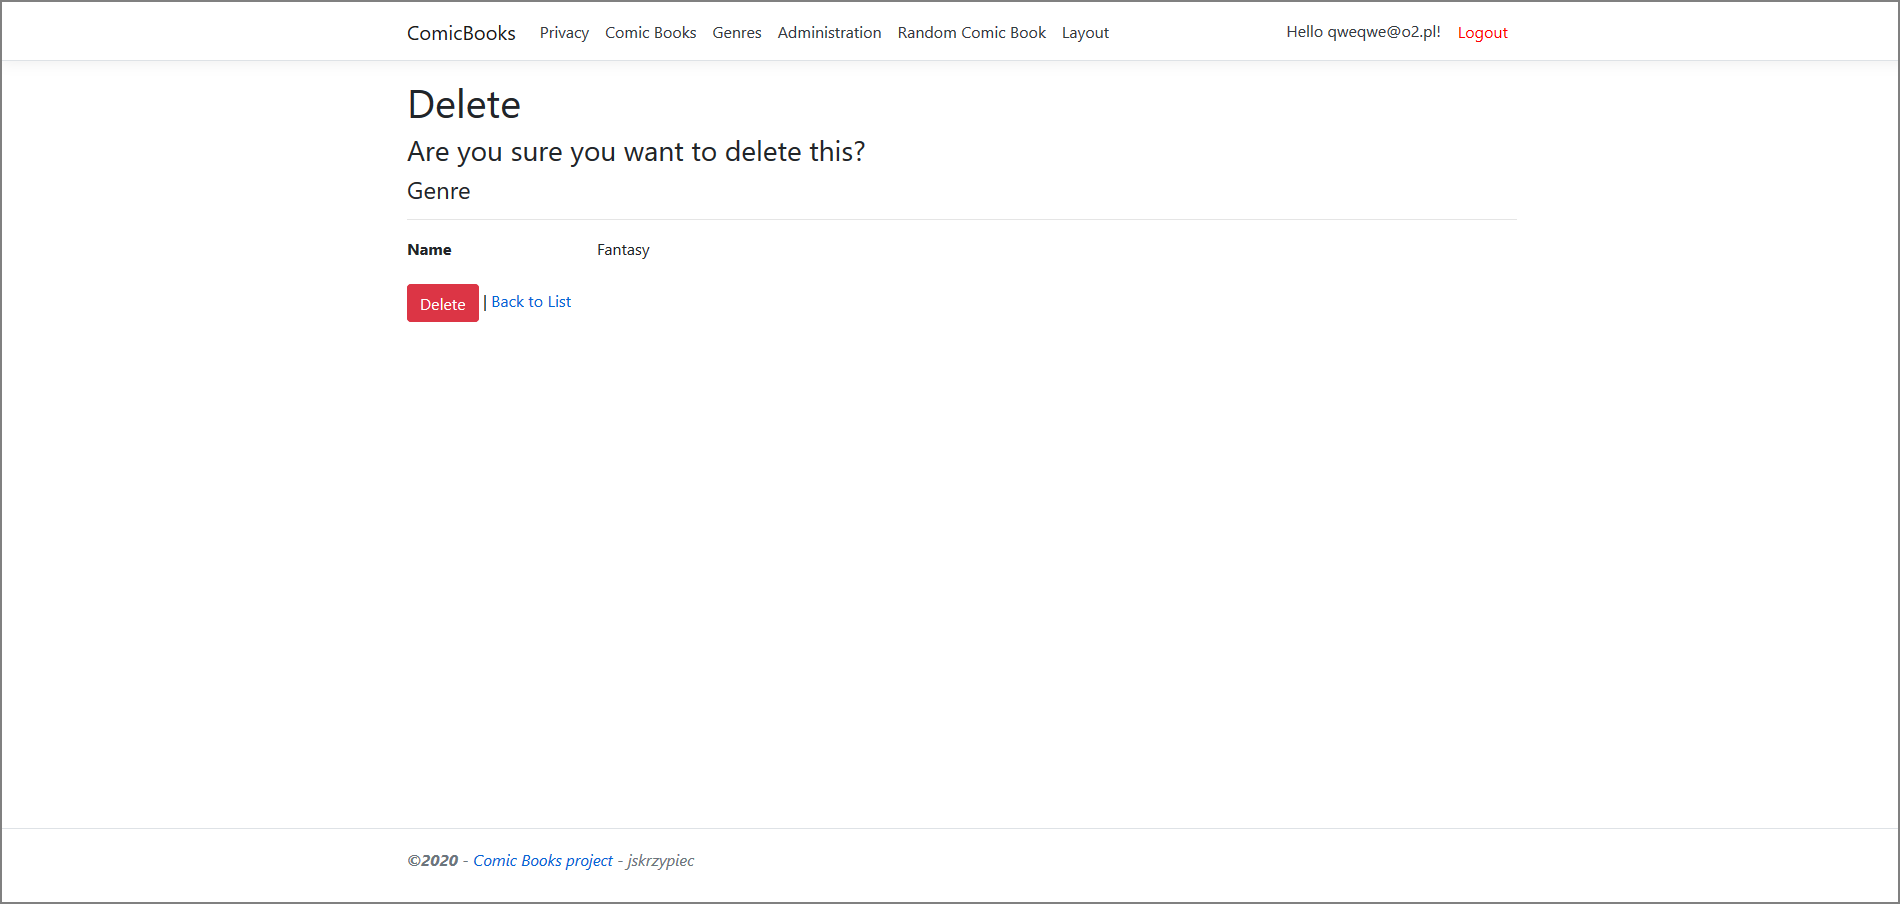 ComicBooks Privacy Comic Books Genres Administration Random Comic Book Layout Hello qweqwe@o2.pl! Logout
Delete
Are you sure you want to delete this?
Genre
Name Fantasy
Delete | Back to List
©2020 - Comic Books project - jskrzypiec